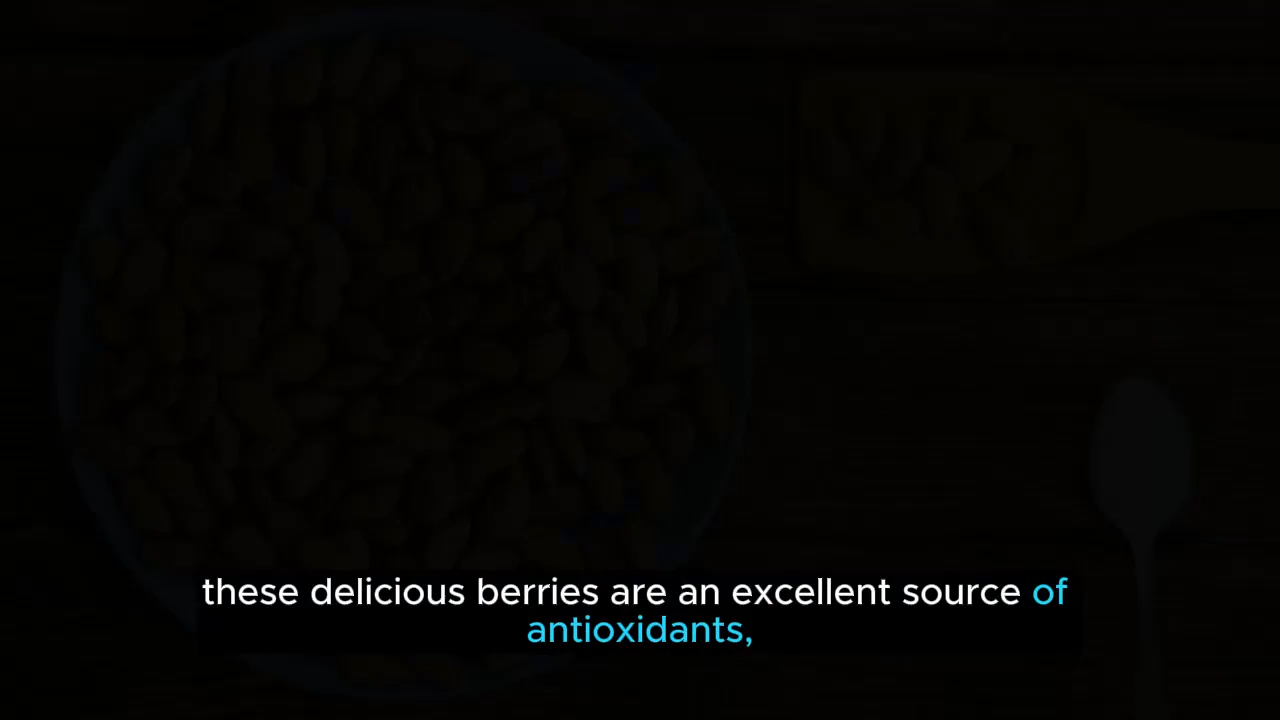 these delicious berries are an excellent source of
antioxidants,